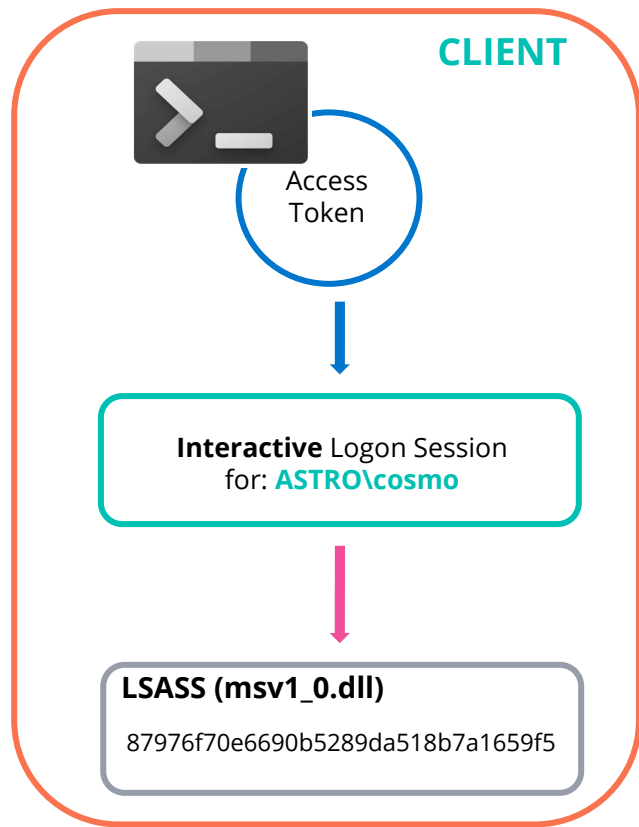 CLIENT
Access
Token
Interactive Logon Session
for: ASTRO\cosmo
LSASS (msv1_0.dll)
87976f70e6690b5289da518b7a1659f5